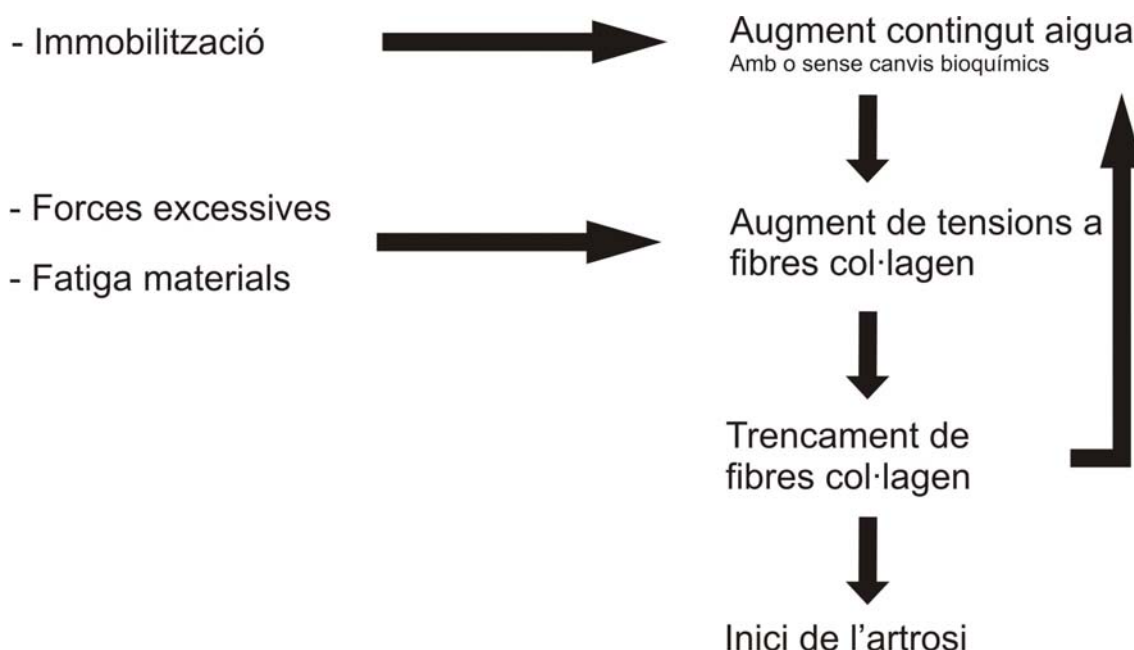 - Immobilització
Augment contingut aigua
Amb o sense canvis bioquímics
- Forces excessives
- Fatiga materials
Augment de tensions a
fibres col·lagen
Trencament de
fibres col·lagen
Inici de l'artrosi